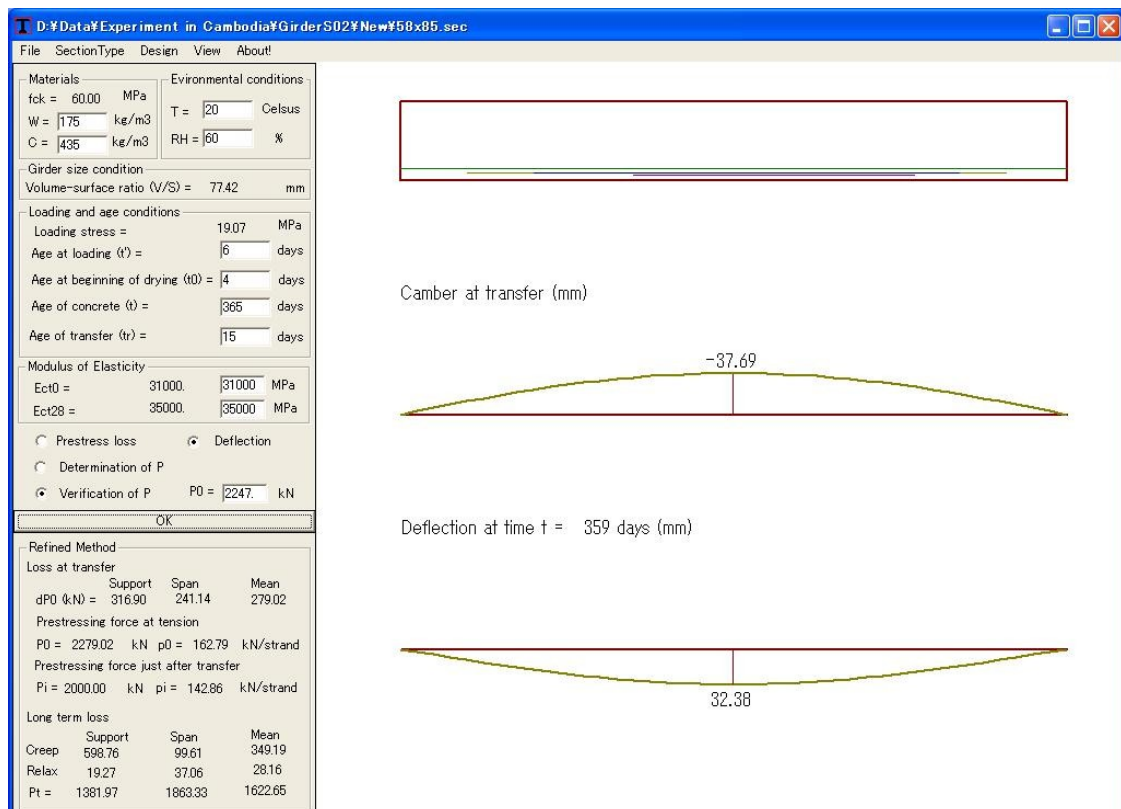 D:¥Data¥Experiment in Cambodia¥GirderS02¥New¥58x85.sec
File SectionType Design View About!
Materials
fck = 60.00 MPa
W = 175 kg/m3
C = 435 kg/m3
Evironmental conditions
T = 20 Celsus
RH = 60 %
Girder size condition
Volume-surface ratio (V/S) = 77.42 mm
Loading and age conditions
Loading stress = 19.07 MPa
Age at loading (t') = 6 days
Age at beginning of drying (t0) = 4 days
Age of concrete (t) = 365 days
Age of transfer (tr) = 15 days
Modulus of Elasticity
Ect0 = 31000. 31000 MPa
Ect28 = 35000. 35000 MPa
Prestress loss Deflection
Determination of P
Verification of P P0 = 2247. kN
OK
Refined Method
Loss at transfer
Support Span Mean
dP0 (kN) = 316.90 241.14 279.02
Prestressing force at tension
P0 = 2279.02 kN p0 = 162.79 kN/strand
Prestressing force just after transfer
Pi = 2000.00 kN pi = 142.86 kN/strand
Long term loss
Support Span Mean
Creep 598.76 99.61 349.19
Relax 19.27 37.06 28.16
Pt = 1381.97 1863.33 1622.65
Camber at transfer (mm)
-37.69
Deflection at time t = 359 days (mm)
32.38